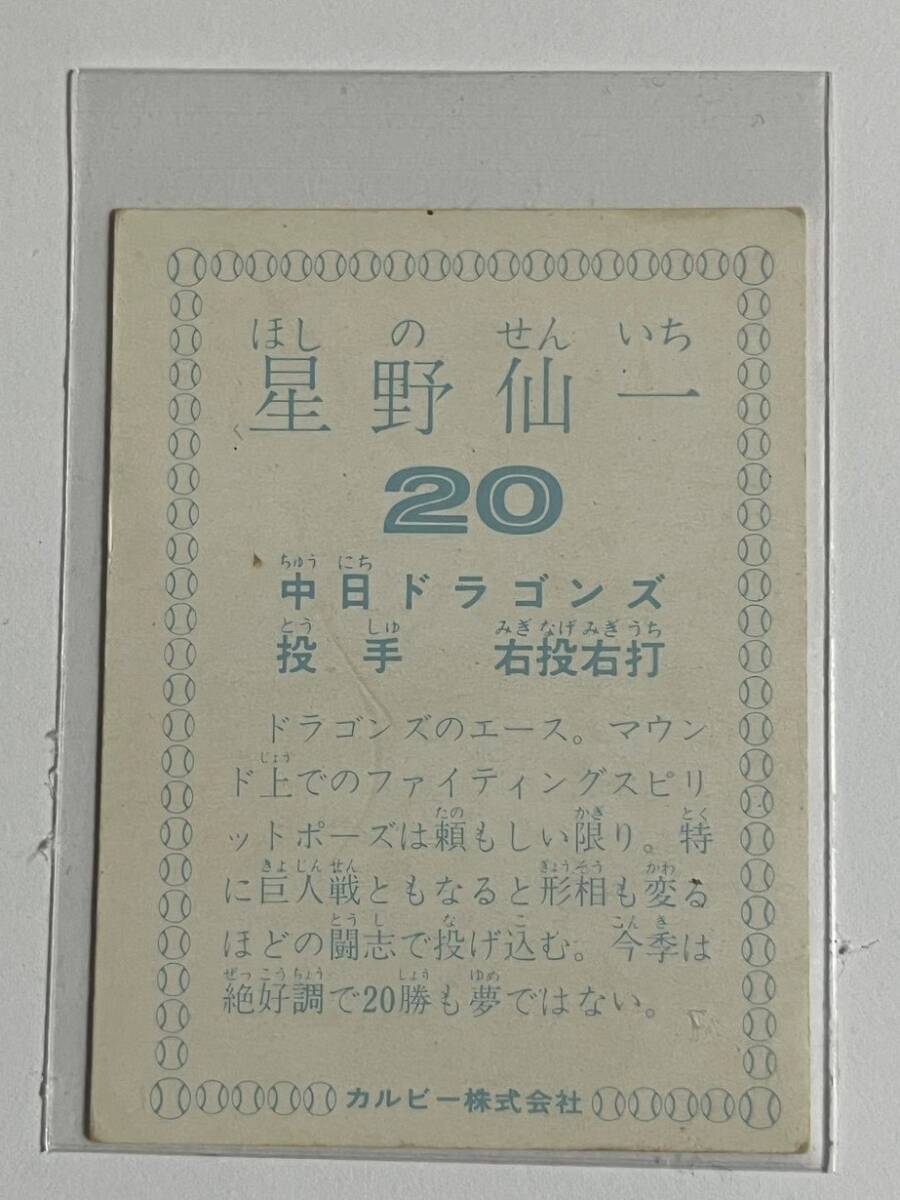 ほし の せん いち
星野仙一
20
ちゅう にち
中日ドラゴンズ
とう しゅ みぎ なげ みぎ うち
投手 右投右打
ドラゴンズのエース。マウン
じょう
ド上でのファイティングスピリ
たの かぎ とく
ットポーズは頼もしい限り。特
きょ じん せん ぎょうそう かわ
に巨人戦ともなると形相も変る
とう し な こ こん き
ほどの闘志で投げ込む。今季は
ぜっ こう ちょう しょう ゆめ
絶好調で20勝も夢ではない。
カルビー株式会社